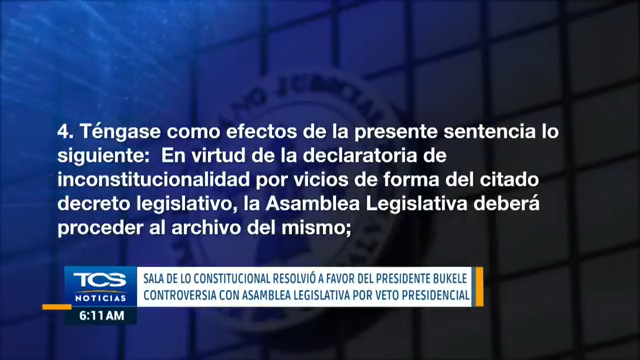 ÓRGANO JUDICIAL
4. Téngase como efectos de la presente sentencia lo
siguiente:  En virtud de la declaratoria de
inconstitucionalidad por vicios de forma del citado
decreto legislativo, la Asamblea Legislativa deberá
proceder al archivo del mismo;
TCS
NOTICIAS
6:11AM
SALA DE LO CONSTITUCIONAL RESOLVIÓ A FAVOR DEL PRESIDENTE BUKELE
CONTROVERSIA CON ASAMBLEA LEGISLATIVA POR VETO PRESIDENCIAL